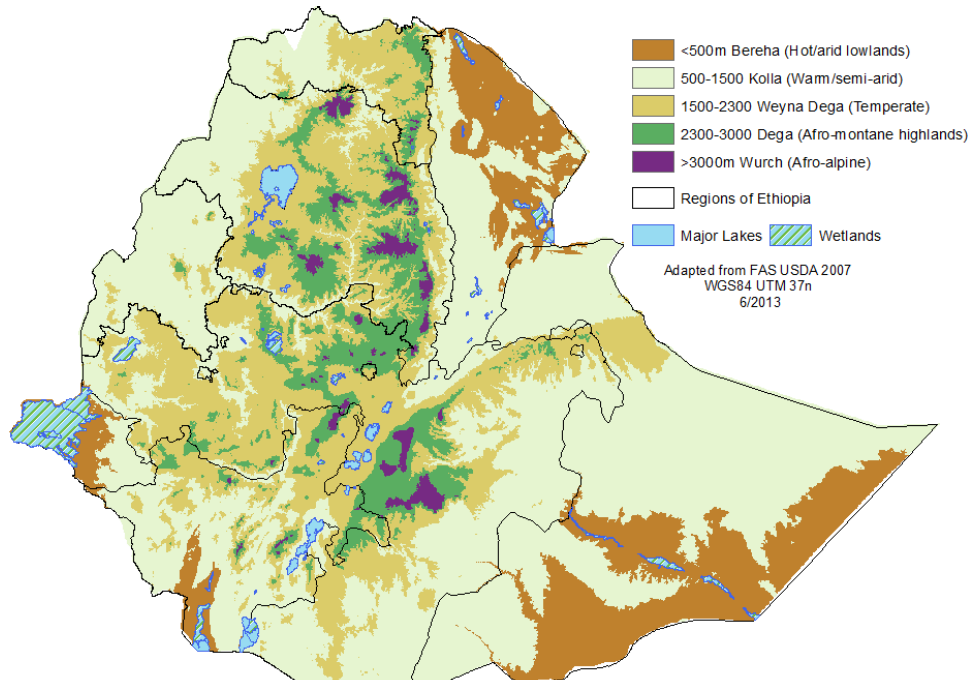 <500m Bereha (Hot/arid lowlands)
500-1500 Kolla (Warm/semi-arid)
1500-2300 Weyna Dega (Temperate)
2300-3000 Dega (Afro-montane highlands)
>3000m Wurch (Afro-alpine)
Regions of Ethiopia
Major Lakes Wetlands
Adapted from FAS USDA 2007
WGS84 UTM 37n
6/2013